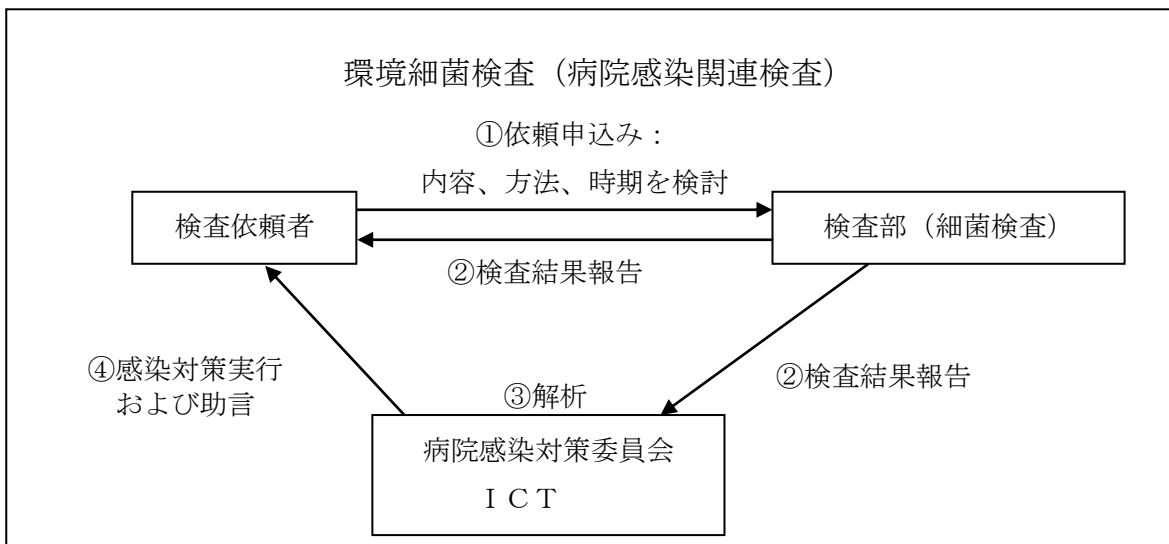 環境細菌検査（病院感染関連検査）
①依頼申込み：
内容、方法、時期を検討
検査依頼者
検査部（細菌検査）
②検査結果報告
④感染対策実行
および助言
②検査結果報告
③解析
病院感染対策委員会
ＩＣＴ